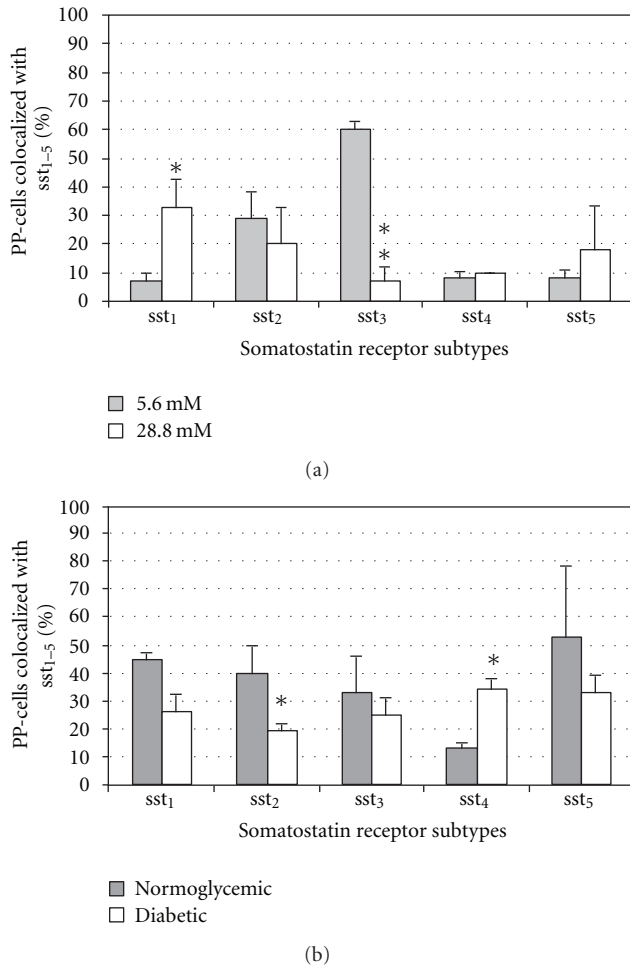 100
90
80
70
60
50
40
30
20
10
0
PP-cells colocalized with
sst₁₋₅ (%)
*
*
*
sst₁ sst₂ sst₃ sst₄ sst₅
Somatostatin receptor subtypes
5.6 mM
28.8 mM
(a)
100
90
80
70
60
50
40
30
20
10
0
PP-cells colocalized with
sst₁₋₅ (%)
*
*
sst₁ sst₂ sst₃ sst₄ sst₅
Somatostatin receptor subtypes
Normoglycemic
Diabetic
(b)